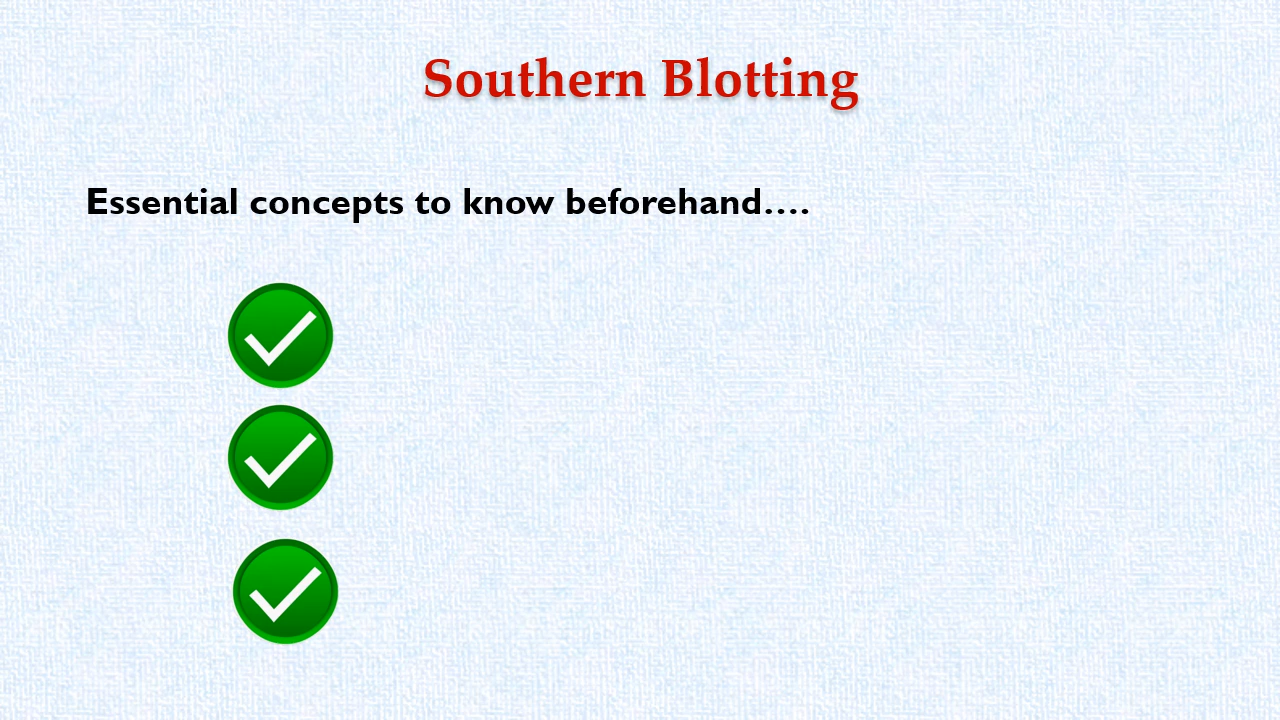 Southern Blotting
Essential concepts to know beforehand….